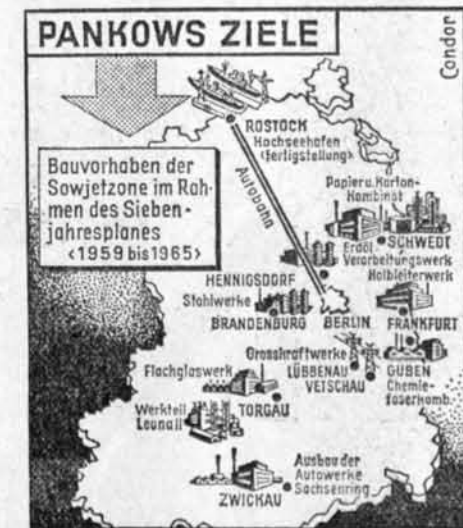 PANKOWS ZIELE
Condor
Bauvorhaben der
Sowjetzone im Rah-
men des Sieben-
jahresplanes
<1959 bis 1965>
ROSTOCK
Hochseehafen
<Fertigstellung>
Autobahn
Papier u. Karton-
Kombinat
SCHWEDT
Erdöl
Verarbeitungswerk
Halbleiterwerk
FRANKFURT
HENNIGSDORF
Stahlwerke
BRANDENBURG
BERLIN
Grosskraftwerke
LÜBBENAU
VETSCHAU
GUBEN
Chemie-
faserkomb.
Flachglaswerk
TORGAU
Werkteil
Leuna II
Ausbau der
Autowerke
Sachsenring
ZWICKAU